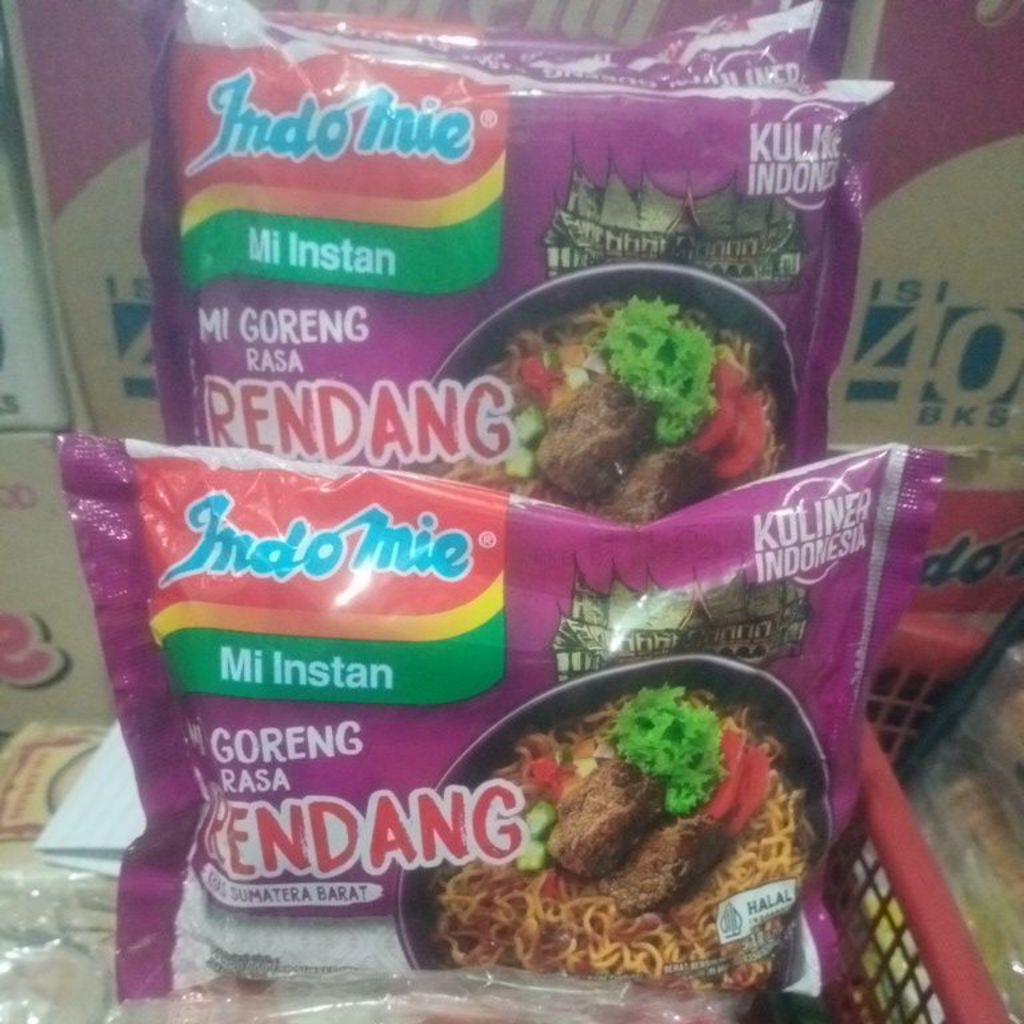 IndoMie®
Mi Instan
KULINER
INDONESIA
MI GORENG
RASA
RENDANG
ISI
40
BKS
IndoMie®
Mi Instan
KULINER
INDONESIA
GORENG
RASA
RENDANG
SUMATERA BARAT
HALAL